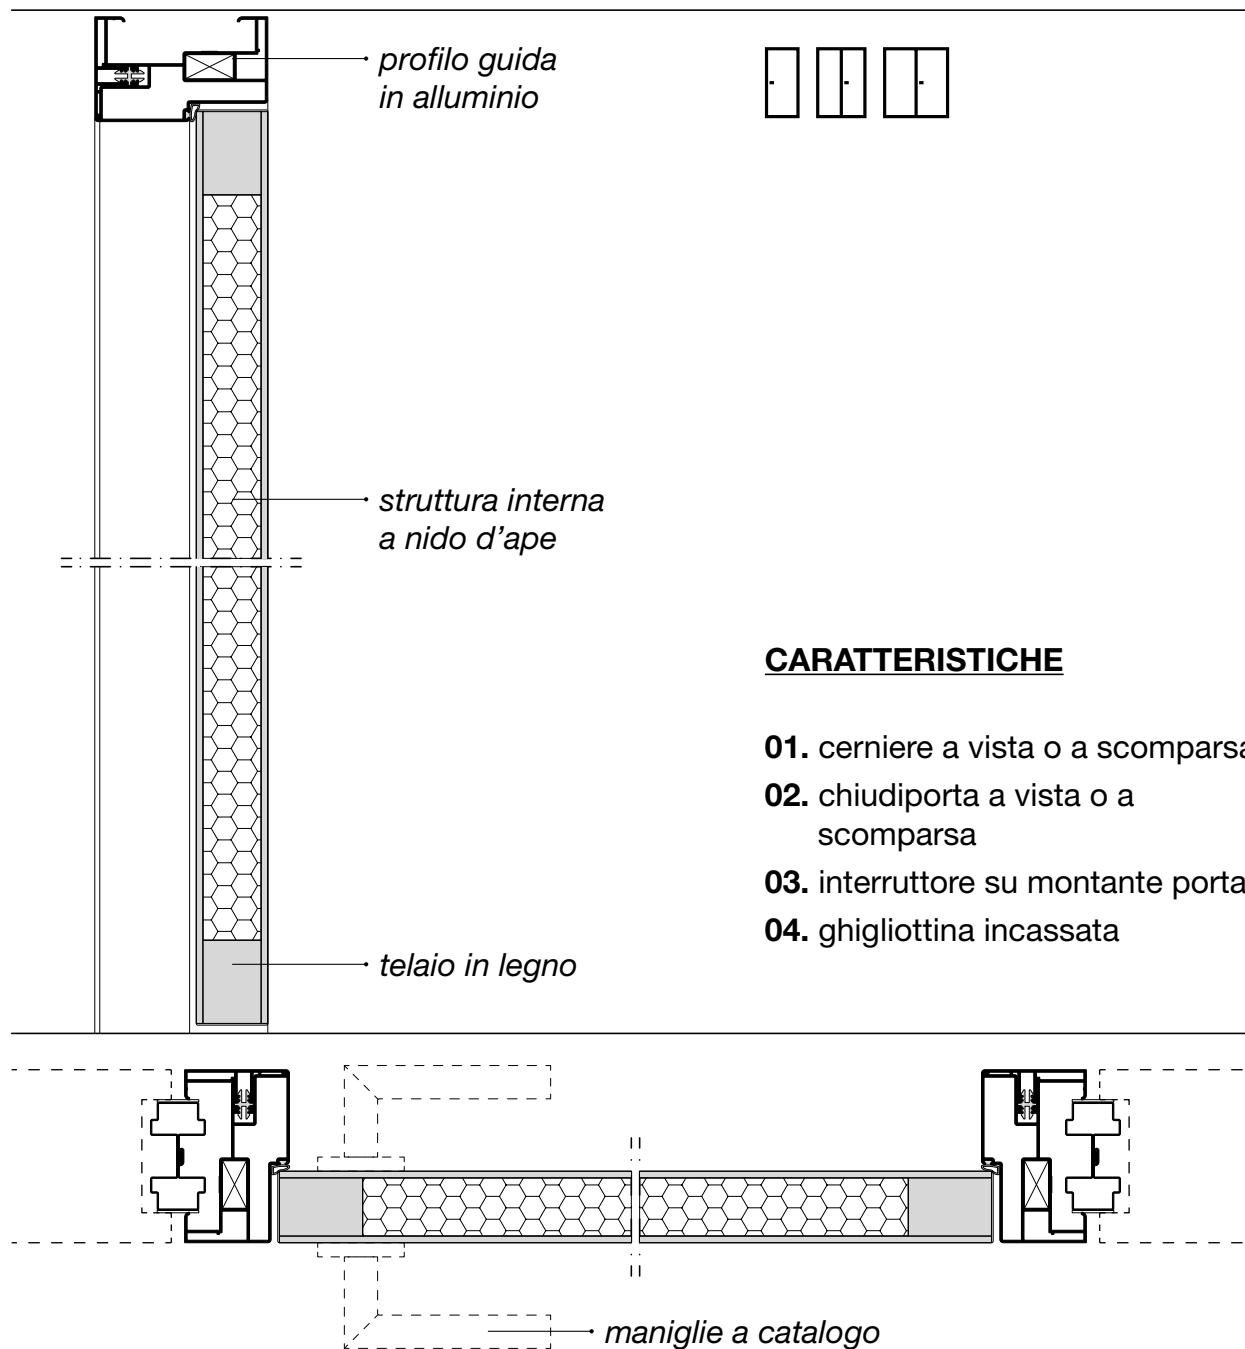 profilo guida
in alluminio
struttura interna
a nido d’ape
CARATTERISTICHE
01. cerniere a vista o a scomparsa
02. chiudiporta a vista o a
scomparsa
03. interruttore su montante porta
04. ghigliottina incassata
telaio in legno
maniglie a catalogo